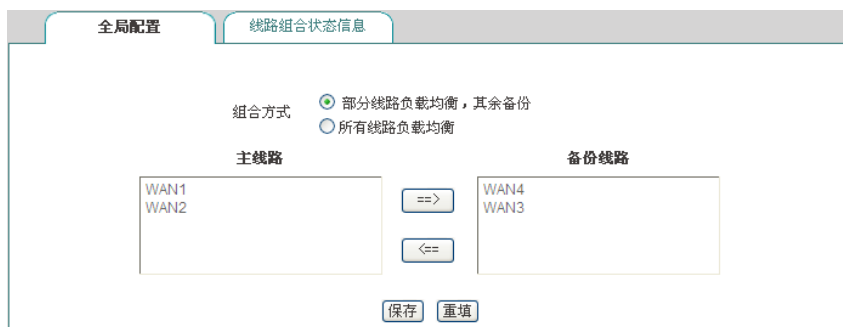 全局配置 线路组合状态信息
组合方式 部分线路负载均衡，其余备份
所有线路负载均衡
主线路 备份线路
WAN1 ==> WAN4
WAN2 WAN3
<==
保存 重填